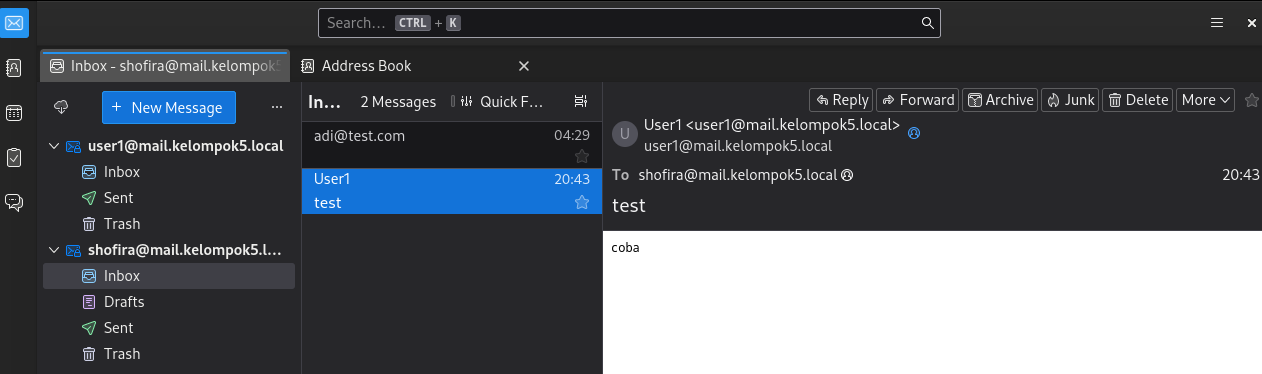 Search... CTRL + K
Inbox - shofira@mail.kelompok5
Address Book
+ New Message
user1@mail.kelompok5.local
Inbox
Sent
Trash
shofira@mail.kelompok5.l...
Inbox
Drafts
Sent
Trash
In... 2 Messages Quick F...
adi@test.com 04:29
User1 20:43
test
Reply Forward Archive Junk Delete More
U
User1 <user1@mail.kelompok5.local>
user1@mail.kelompok5.local
To shofira@mail.kelompok5.local 20:43
test
coba